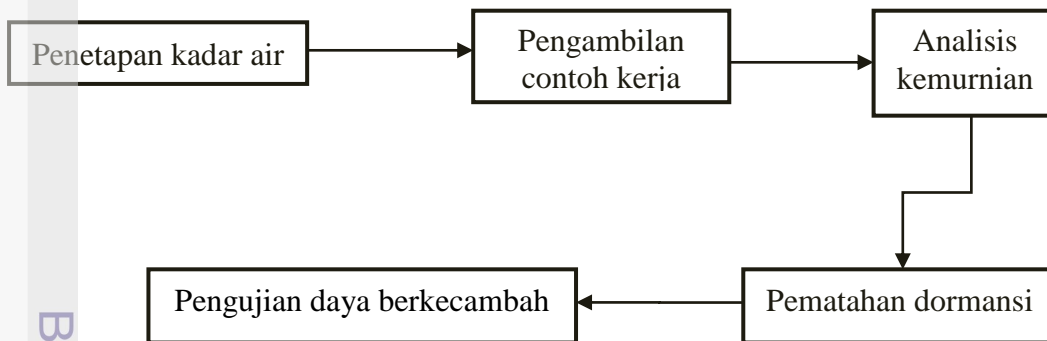 Penetapan kadar air
Pengambilan
contoh kerja
Analisis
kemurnian
Pematahan dormansi
Pengujian daya berkecambah
B